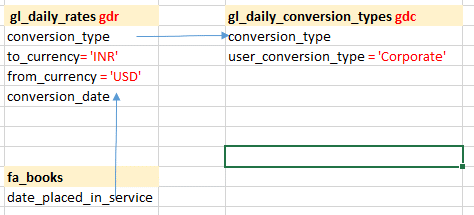 gl_daily_rates gdr
conversion_type
to_currency= 'INR'
from_currency = 'USD'
conversion_date
gl_daily_conversion_types gdc
conversion_type
user_conversion_type = 'Corporate'
fa_books
date_placed_in_service